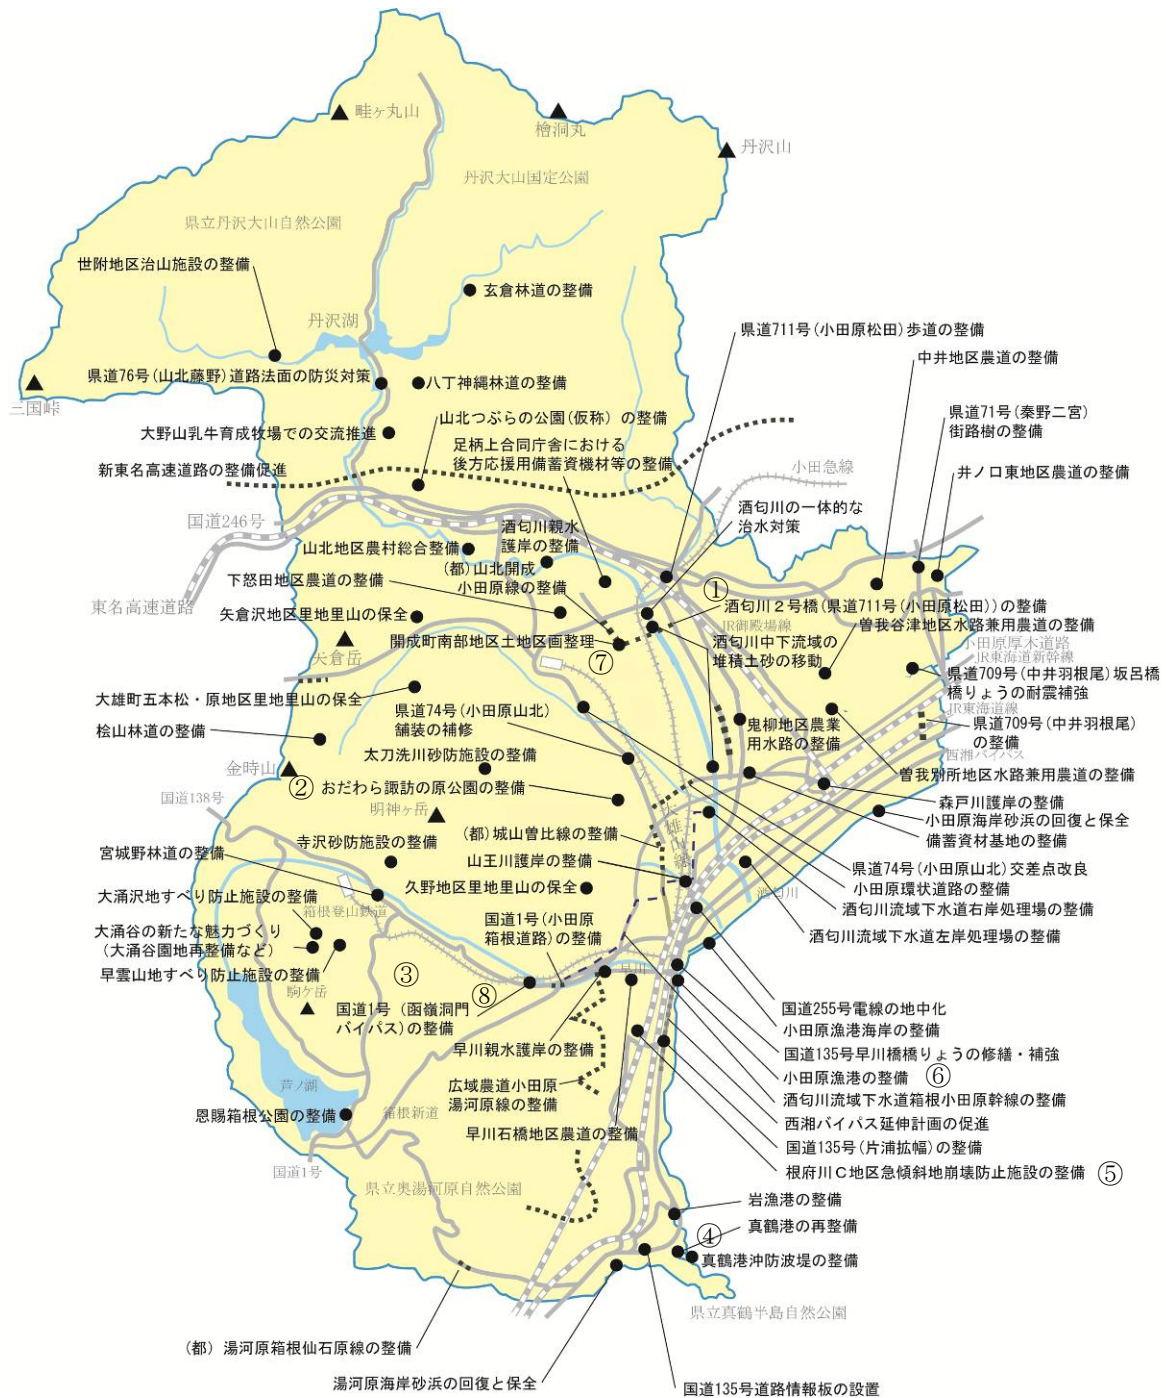 畦ヶ丸山
檜洞丸
丹沢山
丹沢大山国定公園
県立丹沢大山自然公園
世附地区治山施設の整備
玄倉林道の整備
丹沢湖
県道711号(小田原松田)歩道の整備
中井地区農道の整備
県道76号(山北藤野)道路法面の防災対策
八丁神縄林道の整備
三国峠
山北つぶらの公園(仮称)の整備
県道71号(秦野二宮)
街路樹の整備
大野山乳牛育成牧場での交流推進
足柄上合同庁舎における
後方応援用備蓄資機材等の整備
新東名高速道路の整備促進
小田急線
井ノ口東地区農道の整備
国道246号
酒匂川の一体的な
治水対策
酒匂川親水
護岸の整備
山北地区農村総合整備
(都)山北開成
小田原線の整備
下怒田地区農道の整備
①
東名高速道路
矢倉沢地区里地里山の保全
酒匂川2号橋(県道711号(小田原松田))の整備
JR御殿場線
曽我谷津地区水路兼用農道の整備
矢倉岳
開成町南部地区土地区画整理
⑦
酒匂川中下流域の
堆積土砂の移動
小田原厚木道路
JR東海道新幹線
県道709号(中井羽根尾)坂呂橋
橋りょうの耐震補強
大雄町五本松・原地区里地里山の保全
県道74号(小田原山北)
舗装の補修
JR東海道線
鬼柳地区農業
用水路の整備
県道709号(中井羽根尾)
の整備
桧山林道の整備
太刀洗川砂防施設の整備
西湘バイパス
金時山
②
おだわら諏訪の原公園の整備
曽我別所地区水路兼用農道の整備
国道138号
明神ヶ岳
森戸川護岸の整備
小田原海岸砂浜の回復と保全
備蓄資材基地の整備
寺沢砂防施設の整備
(都)城山曽比線の整備
大雄山線
宮城野林道の整備
山王川護岸の整備
県道74号(小田原山北)交差点改良
小田原環状道路の整備
大涌沢地すべり防止施設の整備
久野地区里地里山の保全
酒匂川
箱根登山鉄道
酒匂川流域下水道右岸処理場の整備
国道1号(小田原
箱根道路)の整備
大涌谷の新たな魅力づくり
(大涌谷園地再整備など)
酒匂川流域下水道左岸処理場の整備
早雲山地すべり防止施設の整備
③
早川
駒ケ岳
⑧
国道1号(函嶺洞門
バイパス)の整備
国道255号電線の地中化
小田原漁港海岸の整備
早川親水護岸の整備
国道135号早川橋橋りょうの修繕・補強
芦ノ湖
広域農道小田原
湯河原線の整備
小田原漁港の整備
⑥
酒匂川流域下水道箱根小田原幹線の整備
恩賜箱根公園の整備
箱根新道
早川石橋地区農道の整備
西湘バイパス延伸計画の促進
国道135号(片浦拡幅)の整備
国道1号
根府川C地区急傾斜地崩壊防止施設の整備
⑤
県立奥湯河原自然公園
岩漁港の整備
真鶴港の再整備
④
真鶴港沖防波堤の整備
県立真鶴半島自然公園
(都)湯河原箱根仙石原線の整備
湯河原海岸砂浜の回復と保全
国道135号道路情報板の設置